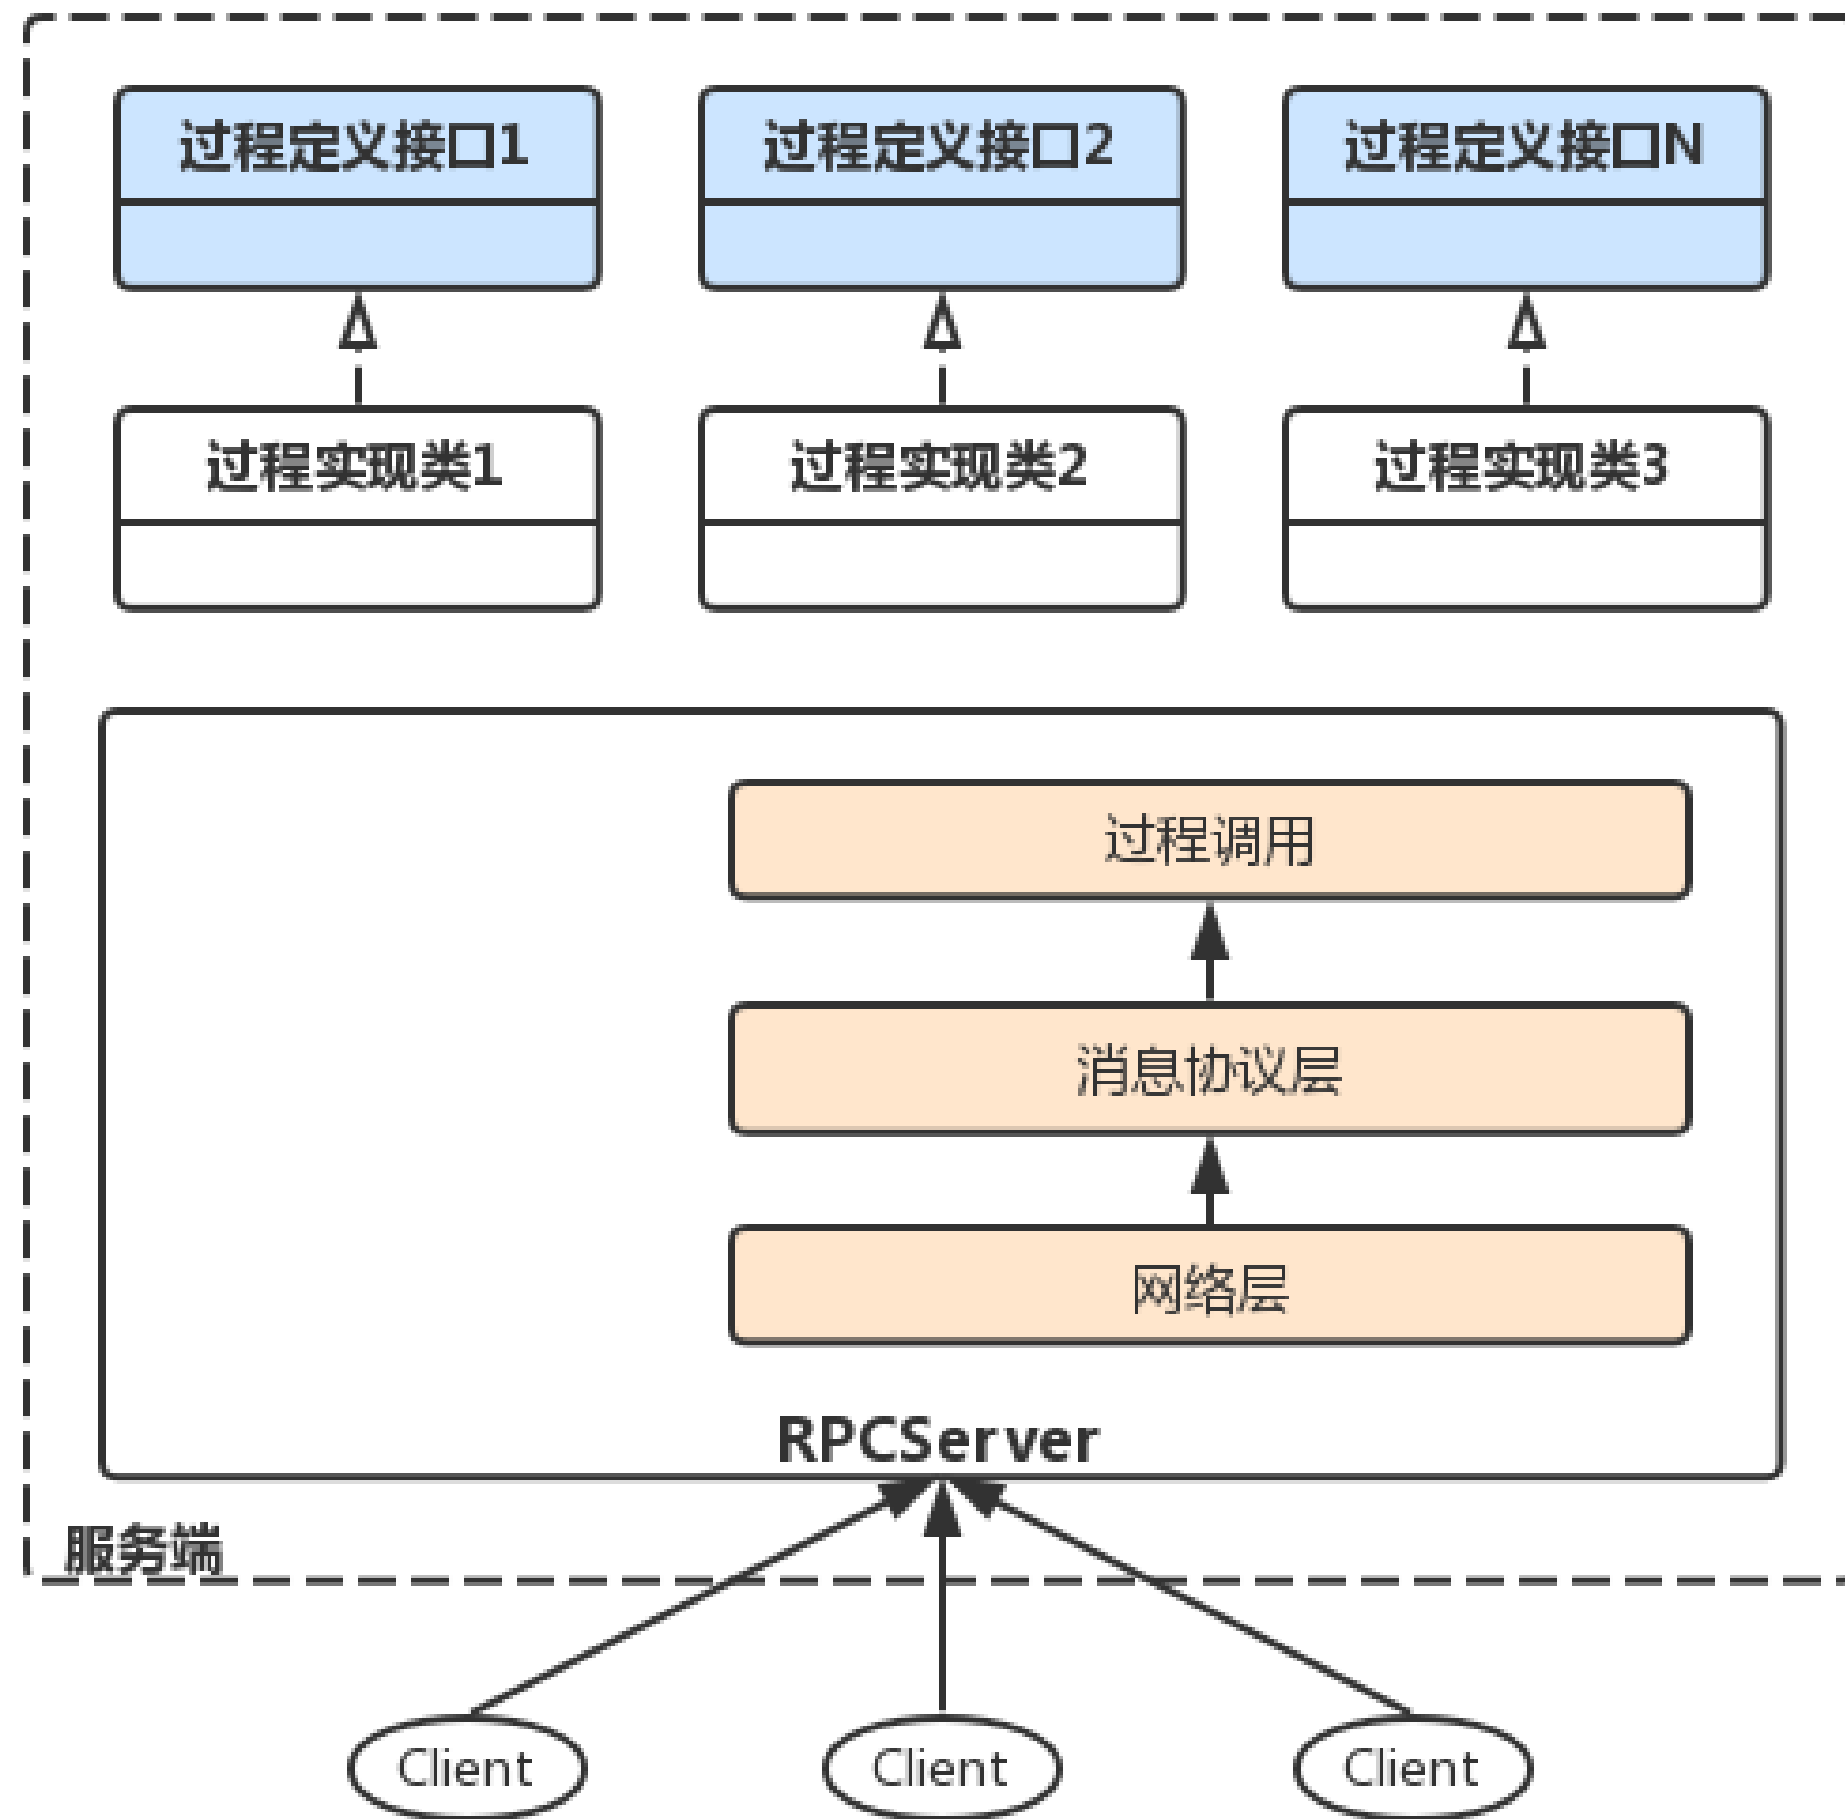 过程定义接口1
过程定义接口2
过程定义接口N
过程实现类1
过程实现类2
过程实现类3
过程调用
消息协议层
网络层
RPCServer
服务端
Client
Client
Client